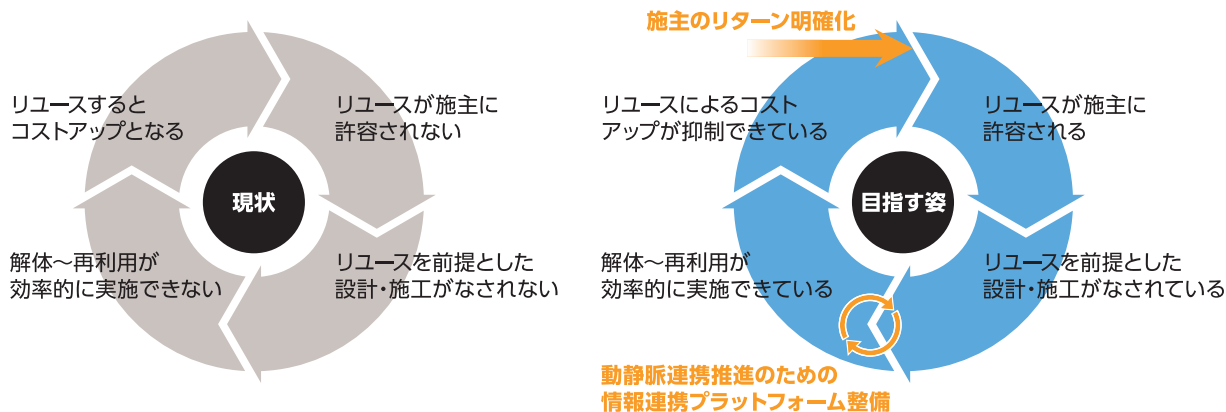 リユースすると
コストアップとなる
リユースが施主に
許容されない
現状
解体～再利用が
効率的に実施できない
リユースを前提とした
設計・施工がなされない
施主のリターン明確化
リユースによるコスト
アップが抑制できている
リユースが施主に
許容される
目指す姿
解体～再利用が
効率的に実施できている
リユースを前提とした
設計・施工がなされている
動静脈連携推進のための
情報連携プラットフォーム整備